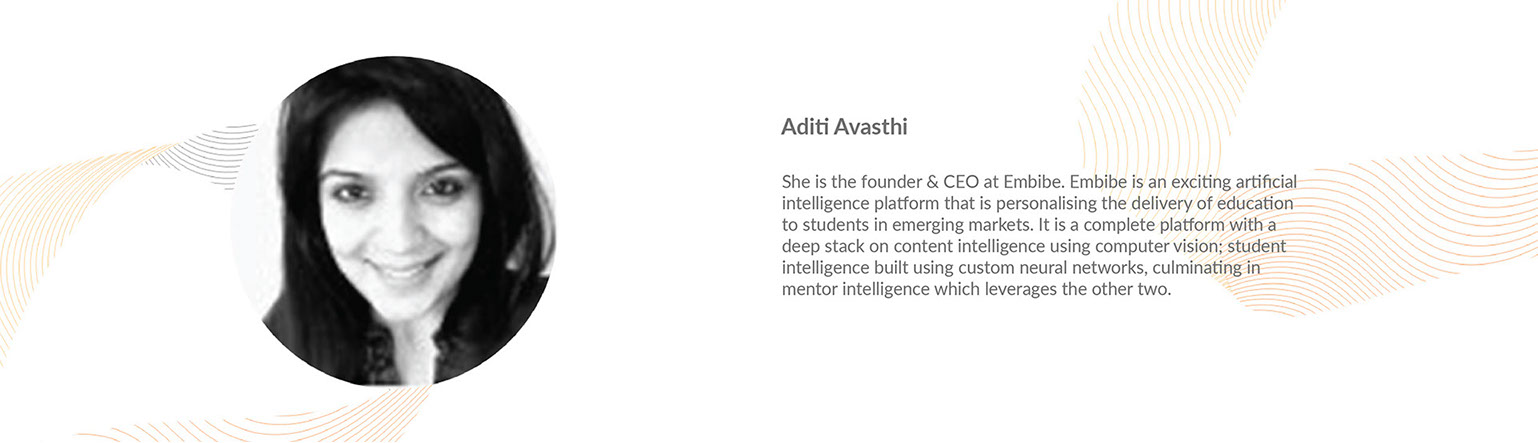 Aditi Avasthi
She is the founder & CEO at Embibe. Embibe is an exciting artificial
intelligence platform that is personalising the delivery of education
to students in emerging markets. It is a complete platform with a
deep stack on content intelligence using computer vision; student
intelligence built using custom neural networks, culminating in
mentor intelligence which leverages the other two.